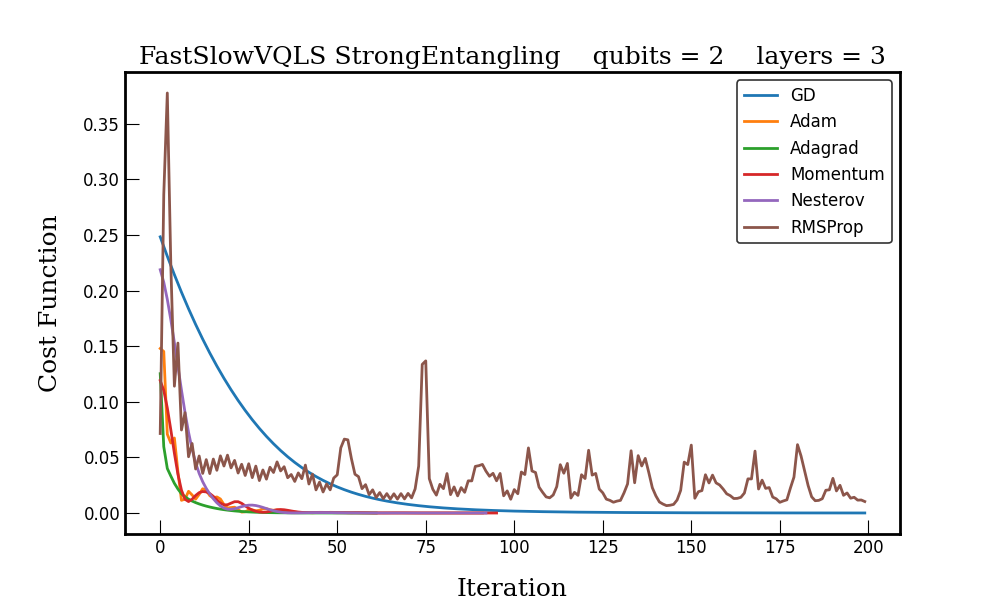 FastSlowVQLS StrongEntangling    qubits = 2    layers = 3
GD
Adam
Adagrad
Momentum
Nesterov
RMSProp
Cost Function
0.35
0.30
0.25
0.20
0.15
0.10
0.05
0.00
0 25 50 75 100 125 150 175 200
Iteration